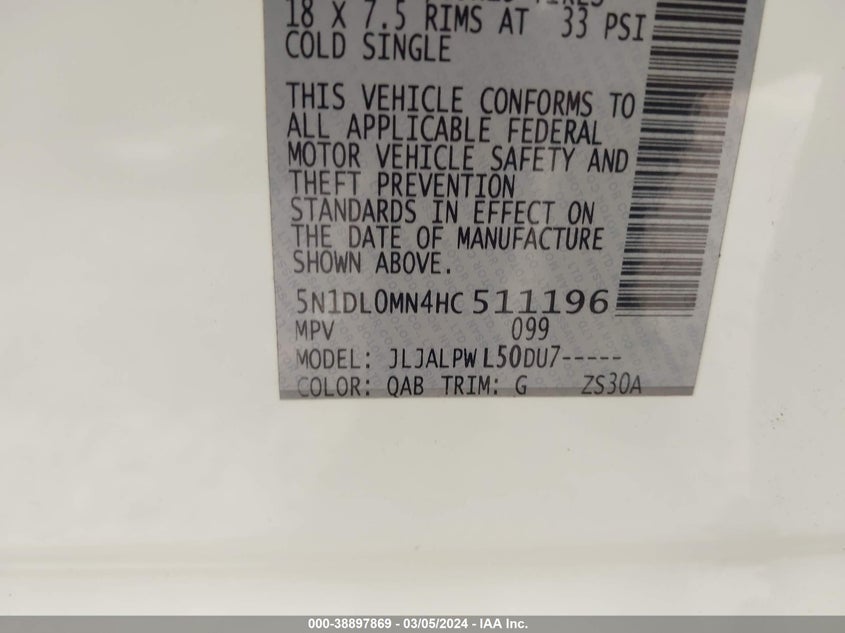 18 X 7.5 RIMS AT 33 PSI
COLD SINGLE
THIS VEHICLE CONFORMS TO
ALL APPLICABLE FEDERAL
MOTOR VEHICLE SAFETY AND
THEFT PREVENTION
STANDARDS IN EFFECT ON
THE DATE OF MANUFACTURE
SHOWN ABOVE.
5N1DL0MN4HC 511196
MPV 099
MODEL: JLJALPW L50DU7-----
COLOR: QAB TRIM: G ZS30A
000-38897869 - 03/05/2024 - IAA Inc.